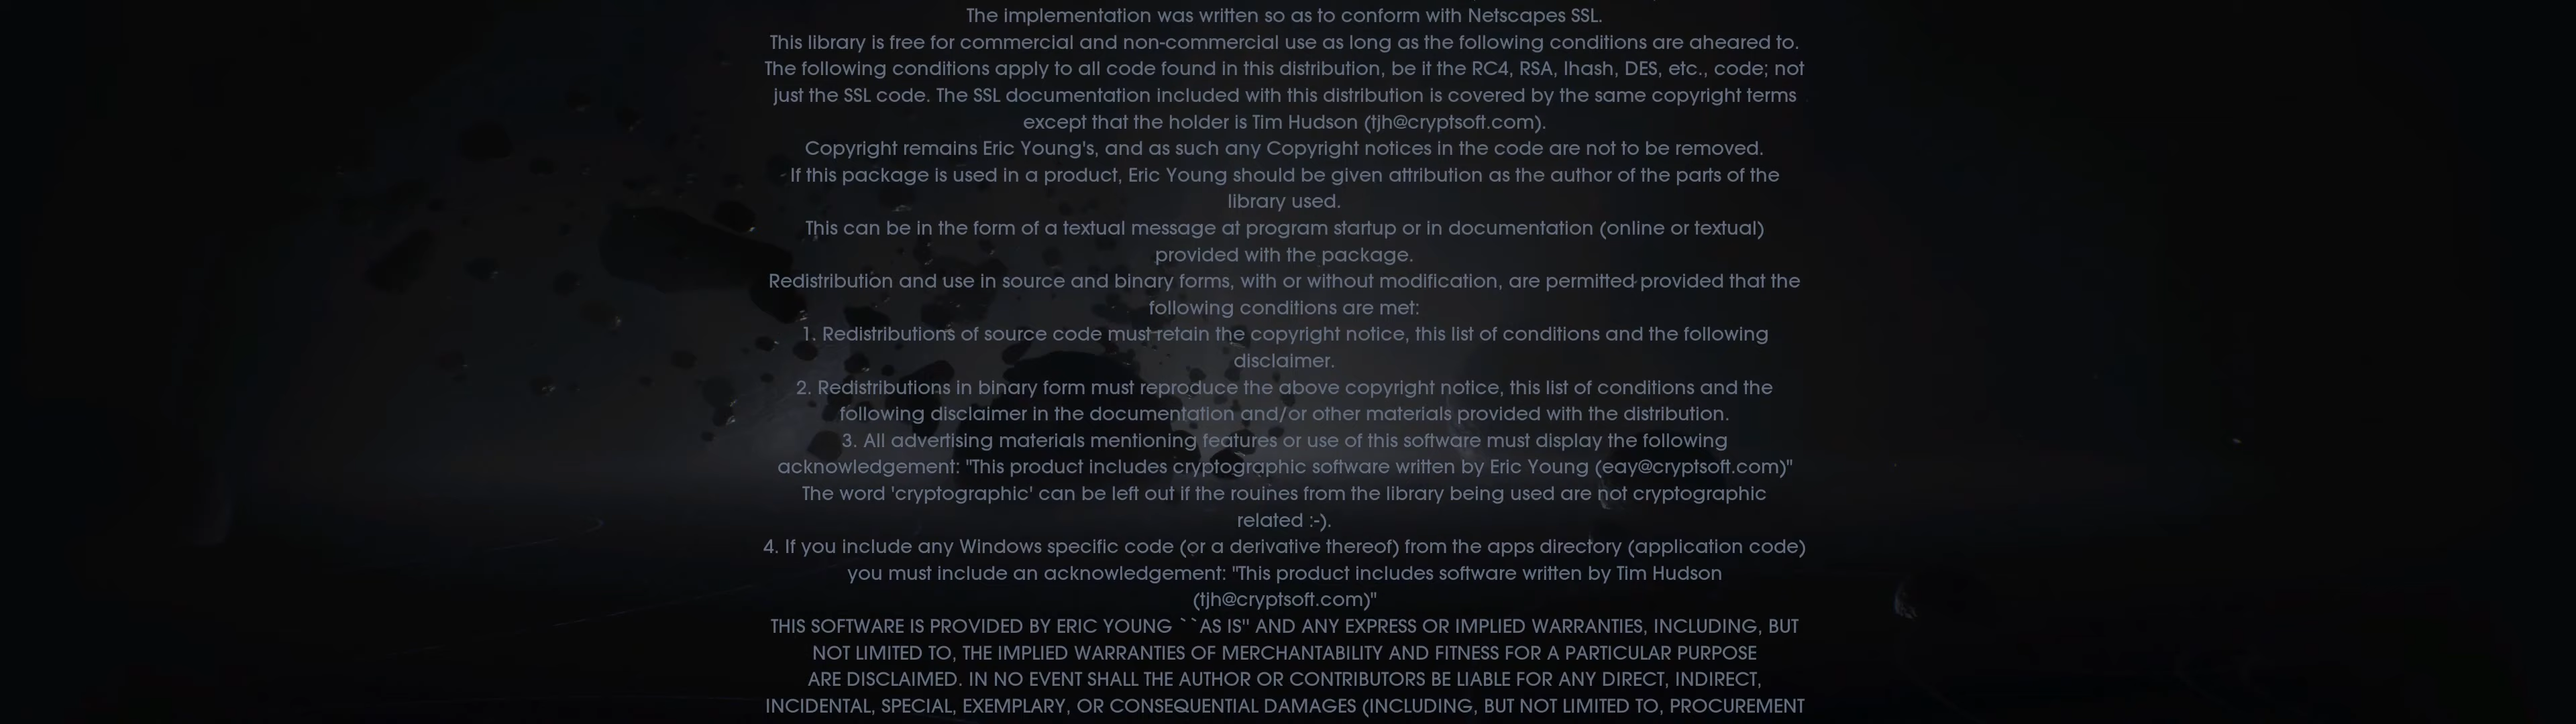 The implementation was written so as to conform with Netscapes SSL.
This library is free for commercial and non-commercial use as long as the following conditions are aheared to.
The following conditions apply to all code found in this distribution, be it the RC4, RSA, lhash, DES, etc., code; not
just the SSL code. The SSL documentation included with this distribution is covered by the same copyright terms
except that the holder is Tim Hudson (tjh@cryptsoft.com).
Copyright remains Eric Young's, and as such any Copyright notices in the code are not to be removed.
If this package is used in a product, Eric Young should be given attribution as the author of the parts of the
library used.
This can be in the form of a textual message at program startup or in documentation (online or textual)
provided with the package.
Redistribution and use in source and binary forms, with or without modification, are permitted provided that the
following conditions are met:
1. Redistributions of source code must retain the copyright notice, this list of conditions and the following
disclaimer.
2. Redistributions in binary form must reproduce the above copyright notice, this list of conditions and the
following disclaimer in the documentation and/or other materials provided with the distribution.
3. All advertising materials mentioning features or use of this software must display the following
acknowledgement: "This product includes cryptographic software written by Eric Young (eay@cryptsoft.com)"
The word 'cryptographic' can be left out if the rouines from the library being used are not cryptographic
related :-).
4. If you include any Windows specific code (or a derivative thereof) from the apps directory (application code)
you must include an acknowledgement: "This product includes software written by Tim Hudson
(tjh@cryptsoft.com)"
THIS SOFTWARE IS PROVIDED BY ERIC YOUNG ``AS IS'' AND ANY EXPRESS OR IMPLIED WARRANTIES, INCLUDING, BUT
NOT LIMITED TO, THE IMPLIED WARRANTIES OF MERCHANTABILITY AND FITNESS FOR A PARTICULAR PURPOSE
ARE DISCLAIMED. IN NO EVENT SHALL THE AUTHOR OR CONTRIBUTORS BE LIABLE FOR ANY DIRECT, INDIRECT,
INCIDENTAL, SPECIAL, EXEMPLARY, OR CONSEQUENTIAL DAMAGES (INCLUDING, BUT NOT LIMITED TO, PROCUREMENT